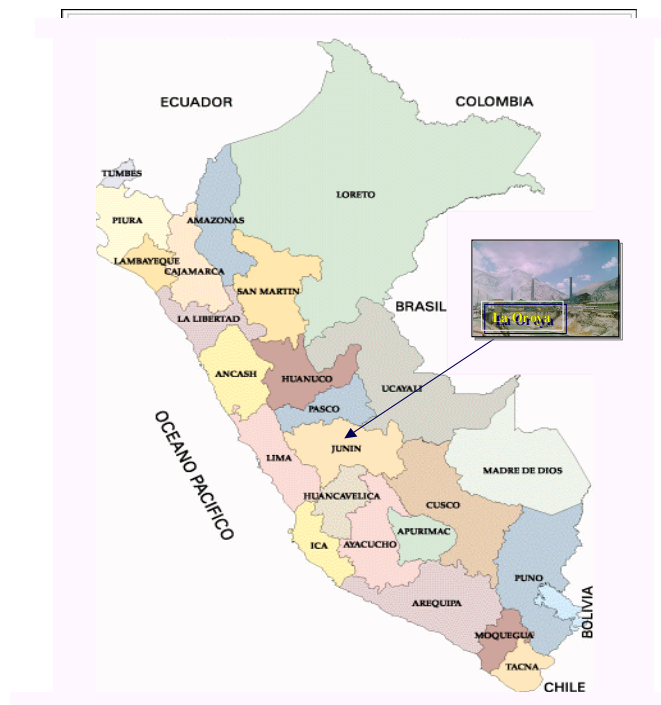 ECUADOR
COLOMBIA
TUMBES
LORETO
PIURA
AMAZONAS
LAMBAYEQUE
CAJAMARCA
SAN MARTIN
BRASIL
La Oroya
LA LIBERTAD
ANCASH
HUANUCO
UCAYALI
PASCO
OCEANO PACIFICO
LIMA
JUNIN
MADRE DE DIOS
HUANCAVELICA
CUSCO
ICA
AYACUCHO
APURIMAC
PUNO
AREQUIPA
BOLIVIA
MOQUEGUA
TACNA
CHILE